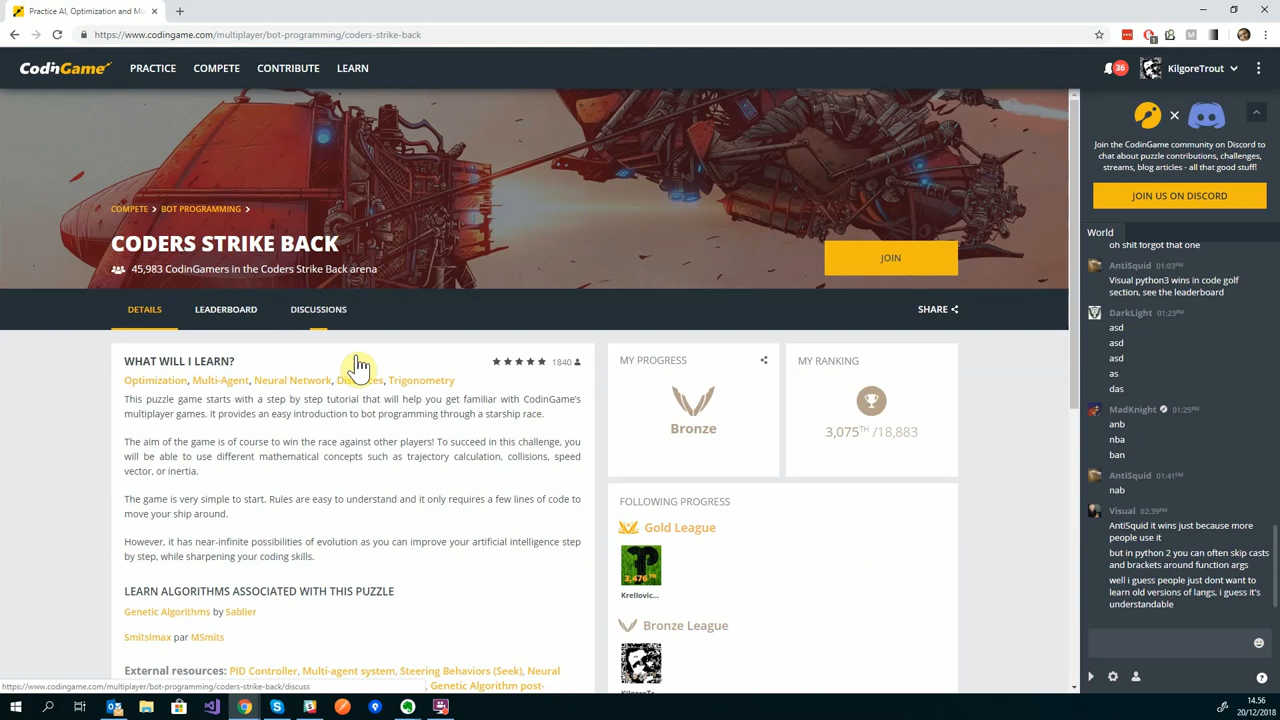 Practice AI, Optimization and Mu
https://www.codingame.com/multiplayer/bot-programming/coders-strike-back
CODINGAME
PRACTICE
COMPETE
CONTRIBUTE
LEARN
36
KilgoreTrout
COMPETE
BOT PROGRAMMING
CODERS STRIKE BACK
45,983 CodinGamers in the Coders Strike Back arena
JOIN
DETAILS
LEADERBOARD
DISCUSSIONS
SHARE
WHAT WILL I LEARN?
1840
Optimization, Multi-Agent, Neural Network, Distances, Trigonometry
This puzzle game starts with a step by step tutorial that will help you get familiar with CodinGame's
multiplayer games. It provides an easy introduction to bot programming through a starship race.
The aim of the game is of course to win the race against other players! To succeed in this challenge, you
will be able to use different mathematical concepts such as trajectory calculation, collisions, speed
vector, or inertia.
The game is very simple to start. Rules are easy to understand and it only requires a few lines of code to
move your ship around.
However, it has near-infinite possibilities of evolution as you can improve your artificial intelligence step
by step, while sharpening your coding skills.
LEARN ALGORITHMS ASSOCIATED WITH THIS PUZZLE
Genetic Algorithms by Sablier
Smitsimax par MSmits
External resources: PID Controller, Multi-agent system, Steering Behaviors (Seek), Neural
, Genetic Algorithm post-
https://www.codingame.com/multiplayer/bot-programming/coders-strike-back/discuss
MY PROGRESS
Bronze
MY RANKING
3,075TH /18,883
FOLLOWING PROGRESS
Gold League
3,476TH
Krellovic...
Bronze League
Join the CodinGame community on Discord to
chat about puzzle contributions, challenges,
streams, blog articles - all that good stuff!
JOIN US ON DISCORD
World
oh shit forgot that one
AntiSquid 01:03PM
Visual python3 wins in code golf
section, see the leaderboard
DarkLight 01:23PM
asd
asd
asd
as
das
MadKnight 01:25PM
anb
nba
ban
AntiSquid 01:41PM
nab
Visual 02:39PM
AntiSquid it wins just because more
people use it
but in python 2 you can often skip casts
and brackets around function args
well i guess people just dont want to
learn old versions of langs, i guess it's
understandable
14.56
20/12/2018